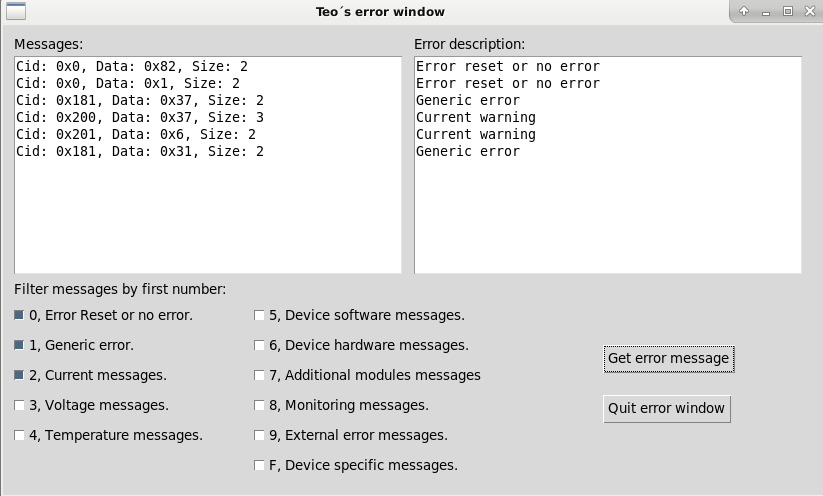 Teo´s error window
Messages:
Cid: 0x0, Data: 0x82, Size: 2
Cid: 0x0, Data: 0x1, Size: 2
Cid: 0x181, Data: 0x37, Size: 2
Cid: 0x200, Data: 0x37, Size: 3
Cid: 0x201, Data: 0x6, Size: 2
Cid: 0x181, Data: 0x31, Size: 2
Error description:
Error reset or no error
Error reset or no error
Generic error
Current warning
Current warning
Generic error
Filter messages by first number:
0, Error Reset or no error.
1, Generic error.
2, Current messages.
3, Voltage messages.
4, Temperature messages.
5, Device software messages.
6, Device hardware messages.
7, Additional modules messages
8, Monitoring messages.
9, External error messages.
F, Device specific messages.
Get error message
Quit error window